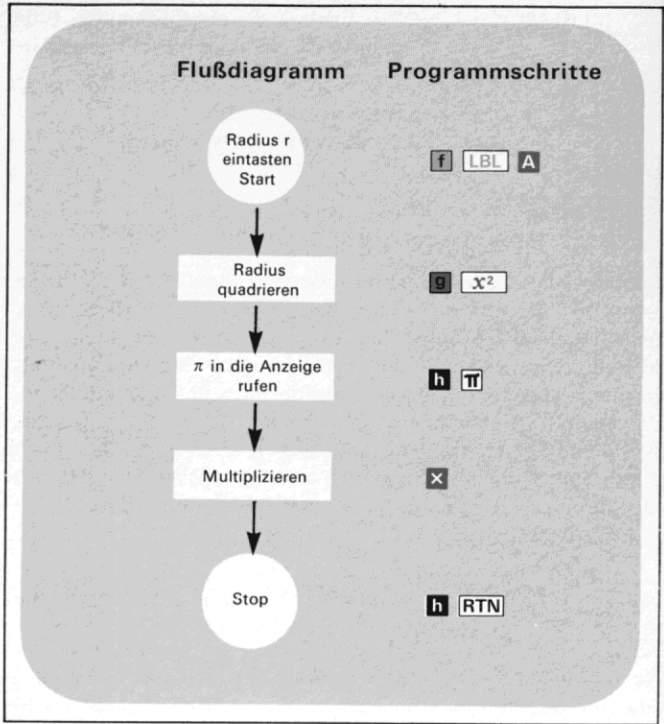 Flußdiagramm Programmschritte
Radius r
eintasten
Start
f LBL A
Radius
quadrieren
g x²
π in die Anzeige
rufen
h π
Multiplizieren
×
Stop
h RTN